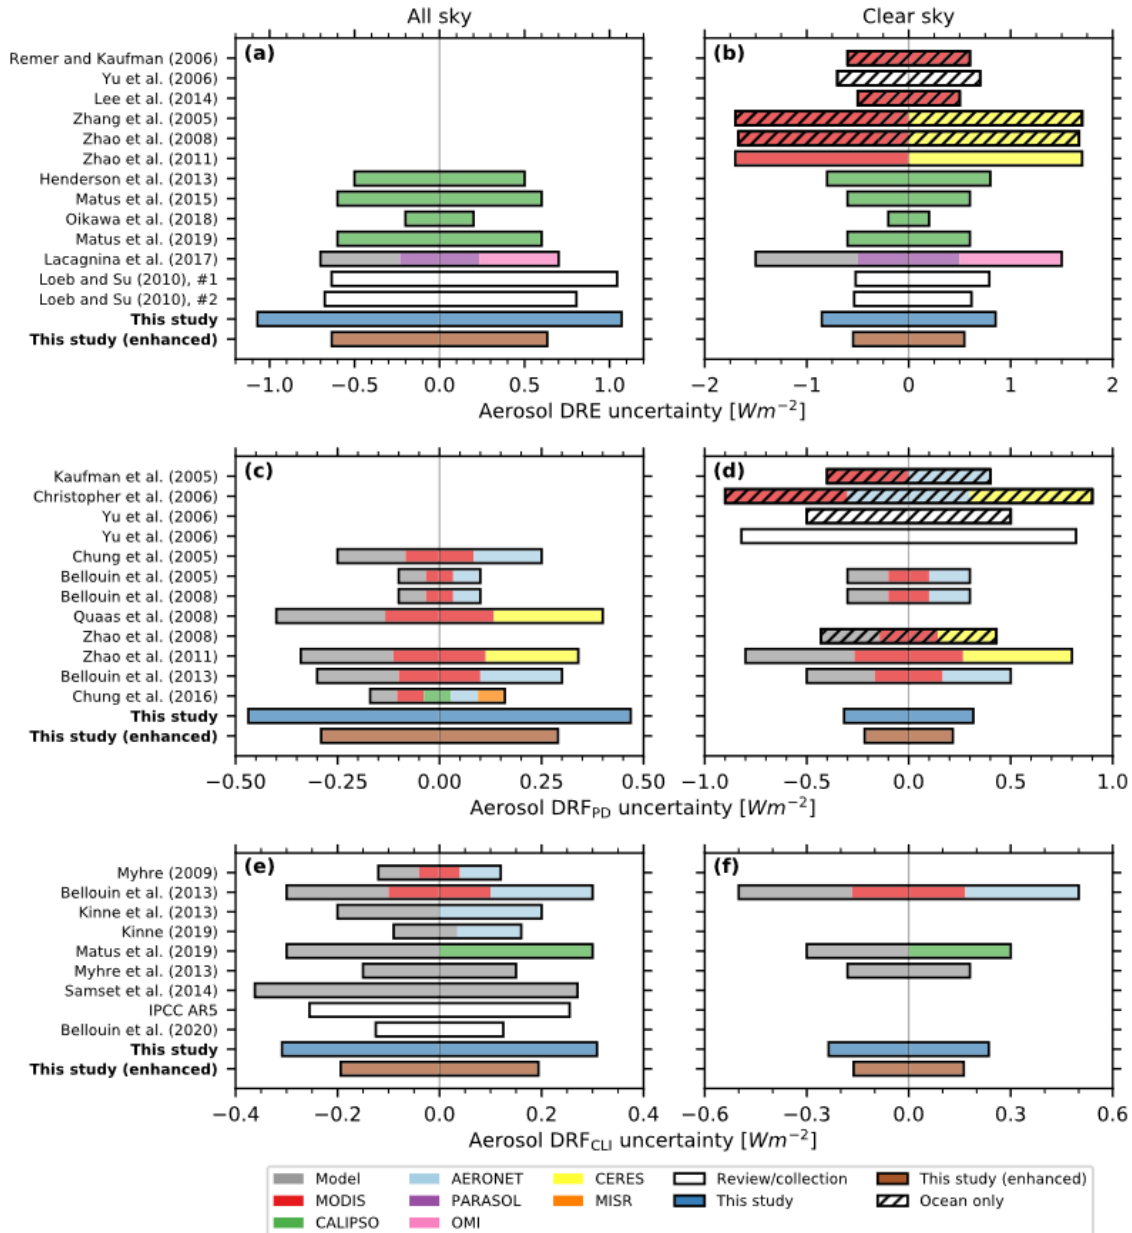 All sky
Clear sky
(a)
(b)
Remer and Kaufman (2006)
Yu et al. (2006)
Lee et al. (2014)
Zhang et al. (2005)
Zhao et al. (2008)
Zhao et al. (2011)
Henderson et al. (2013)
Matus et al. (2015)
Oikawa et al. (2018)
Matus et al. (2019)
Lacagnina et al. (2017)
Loeb and Su (2010), #1
Loeb and Su (2010), #2
This study
This study (enhanced)
−1.0 −0.5 0.0 0.5 1.0
−2 −1 0 1 2
Aerosol DRE uncertainty [Wm⁻²]
(c)
(d)
Kaufman et al. (2005)
Christopher et al. (2006)
Yu et al. (2006)
Yu et al. (2006)
Chung et al. (2005)
Bellouin et al. (2005)
Bellouin et al. (2008)
Quaas et al. (2008)
Zhao et al. (2008)
Zhao et al. (2011)
Bellouin et al. (2013)
Chung et al. (2016)
This study
This study (enhanced)
−0.50 −0.25 0.00 0.25 0.50
−1.0 −0.5 0.0 0.5 1.0
Aerosol DRF_PD uncertainty [Wm⁻²]
(e)
(f)
Myhre (2009)
Bellouin et al. (2013)
Kinne et al. (2013)
Kinne (2019)
Matus et al. (2019)
Myhre et al. (2013)
Samset et al. (2014)
IPCC AR5
Bellouin et al. (2020)
This study
This study (enhanced)
−0.4 −0.2 0.0 0.2 0.4
−0.6 −0.3 0.0 0.3 0.6
Aerosol DRF_CLI uncertainty [Wm⁻²]
Model AERONET CERES Review/collection This study (enhanced)
MODIS PARASOL MISR This study Ocean only
CALIPSO OMI